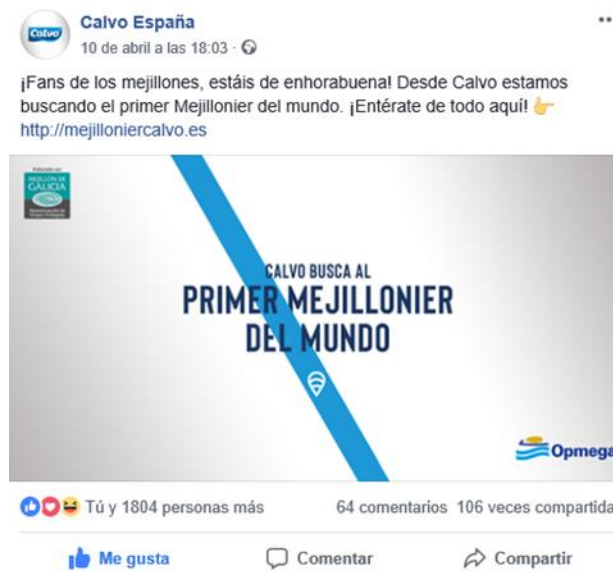 Calvo
Calvo España
10 de abril a las 18:03 ·
¡Fans de los mejillones, estáis de enhorabuena! Desde Calvo estamos
buscando el primer Mejillonier del mundo. ¡Entérate de todo aquí!
http://mejilloniercalvo.es
MEJILLÓN DE
GALICIA
CALVO BUSCA AL
PRIMER MEJILLONIER
DEL MUNDO
Opmega
Tú y 1804 personas más
64 comentarios 106 veces compartida
Me gusta
Comentar
Compartir